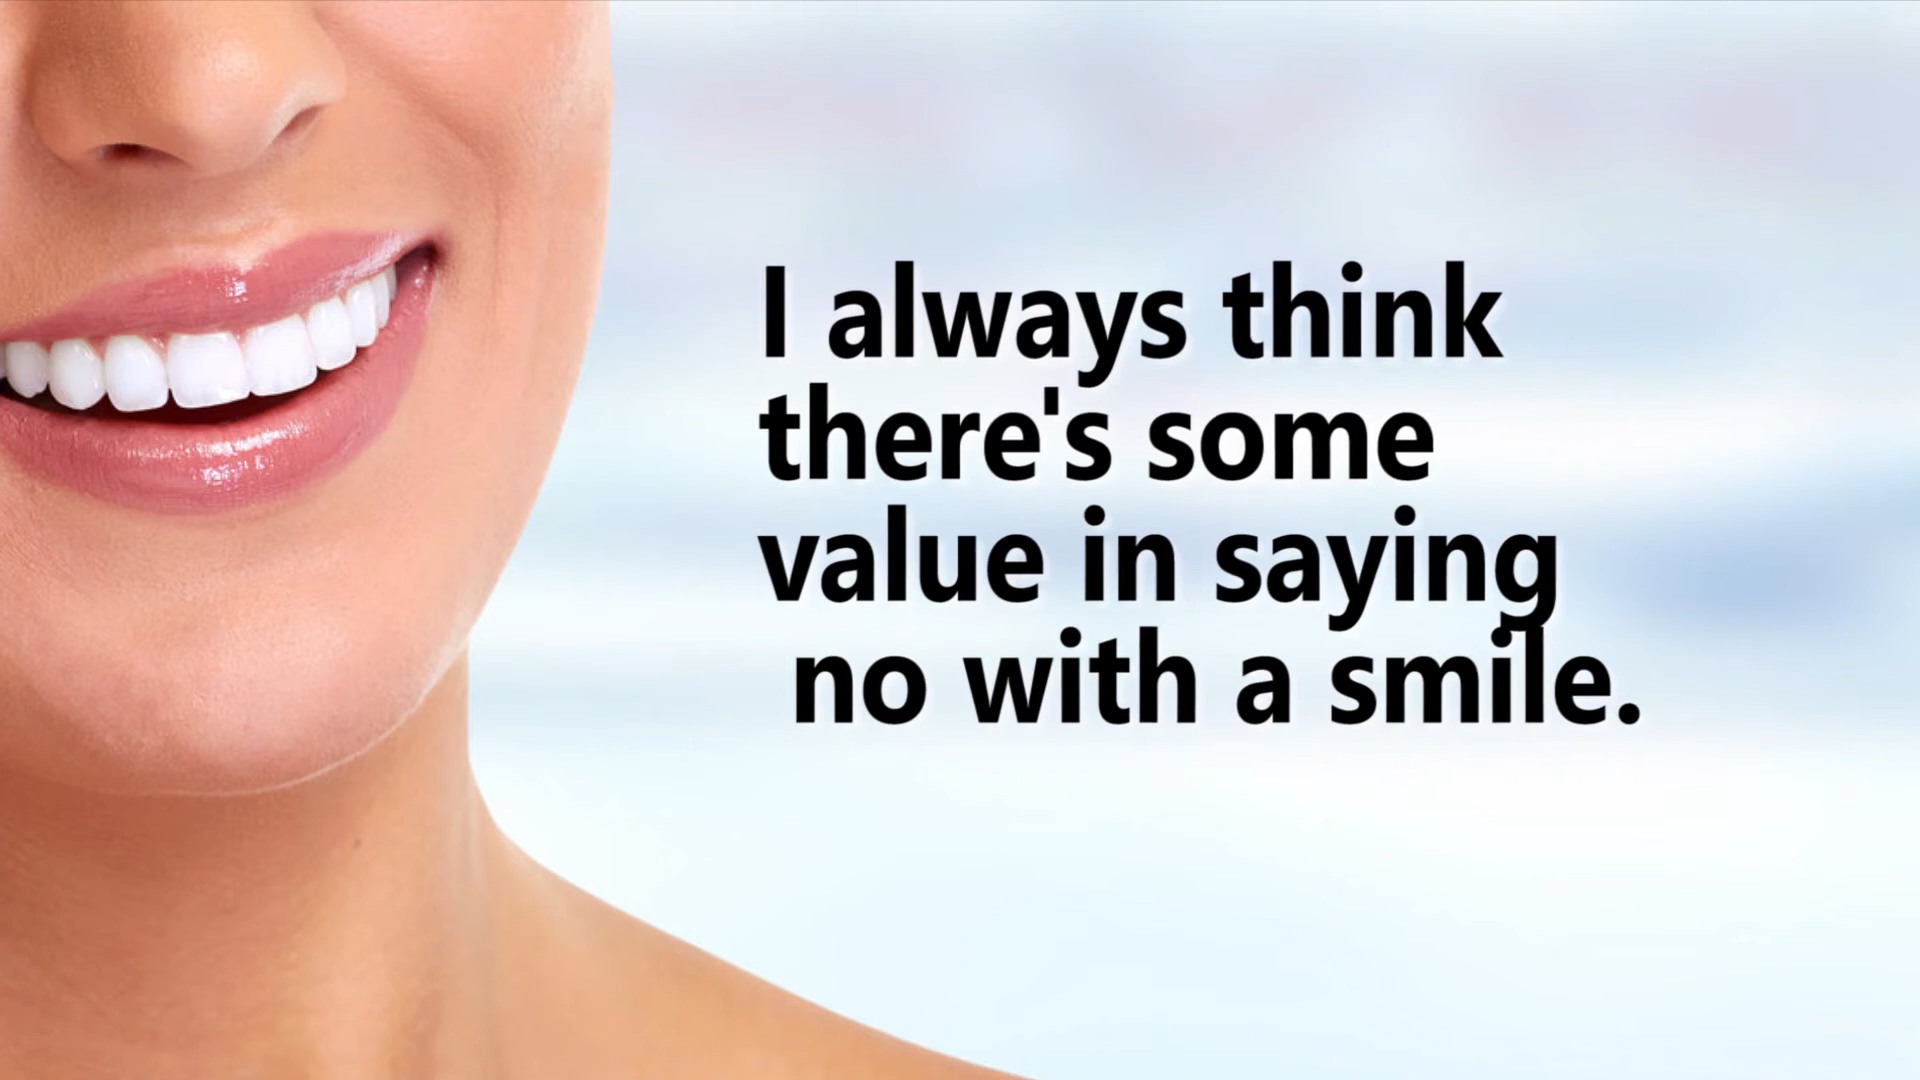 I always think
there's some
value in saying
no with a smile.